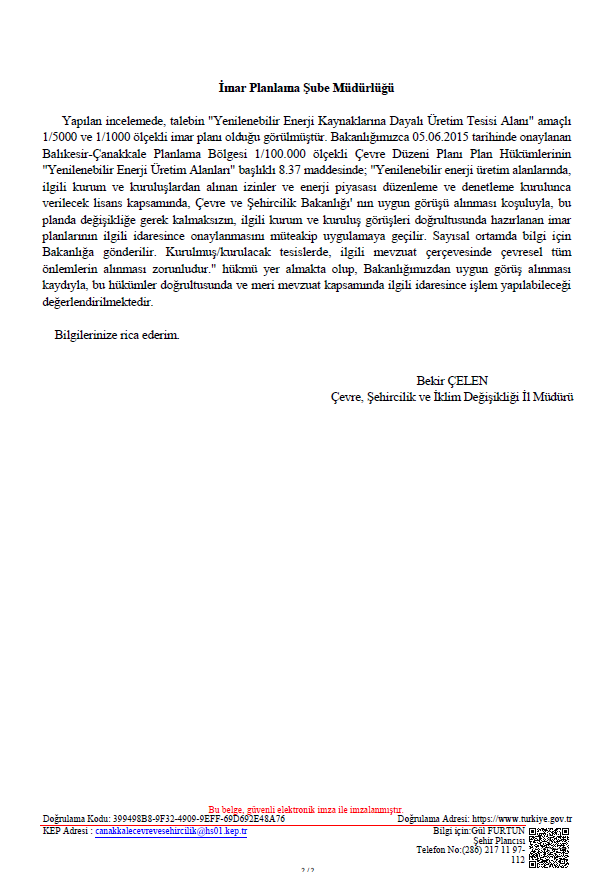 İmar Planlama Şube Müdürlüğü
Yapılan incelemede, talebin "Yenilenebilir Enerji Kaynaklarına Dayalı Üretim Tesisi Alanı" amaçlı
1/5000 ve 1/1000 ölçekli imar planı olduğu görülmüştür. Bakanlığımızca 05.06.2015 tarihinde onaylanan
Balıkesir-Çanakkale Planlama Bölgesi 1/100.000 ölçekli Çevre Düzeni Planı Plan Hükümlerinin
"Yenilenebilir Enerji Üretim Alanları" başlıklı 8.37 maddesinde; "Yenilenebilir enerji üretim alanlarında,
ilgili kurum ve kuruluşlardan alınan izinler ve enerji piyasası düzenleme ve denetleme kurulunca
verilecek lisans kapsamında, Çevre ve Şehircilik Bakanlığı' nın uygun görüşü alınması koşuluyla, bu
planda değişikliğe gerek kalmaksızın, ilgili kurum ve kuruluş görüşleri doğrultusunda hazırlanan imar
planlarının ilgili idaresince onaylanmasını müteakip uygulamaya geçilir. Sayısal ortamda bilgi için
Bakanlığa gönderilir. Kurulmuş/kurulacak tesislerde, ilgili mevzuat çerçevesinde çevresel tüm
önlemlerin alınması zorunludur." hükmü yer almakta olup, Bakanlığımızdan uygun görüş alınması
kaydıyla, bu hükümler doğrultusunda ve meri mevzuat kapsamında ilgili idaresince işlem yapılabileceği
değerlendirilmektedir.
Bilgilerinize rica ederim.
Bekir ÇELEN
Çevre, Şehircilik ve İklim Değişikliği İl Müdürü
Bu belge, güvenli elektronik imza ile imzalanmıştır.
Doğrulama Kodu: 399498B8-9F32-4909-9EFF-69D692E48A76 Doğrulama Adresi: https://www.turkiye.gov.tr
KEP Adresi : canakkalecevrevesehircilik@hs01.kep.tr Bilgi için:Gül FURTUN
Şehir Plancısı
Telefon No:(286) 217 11 97-
112
2 / 2